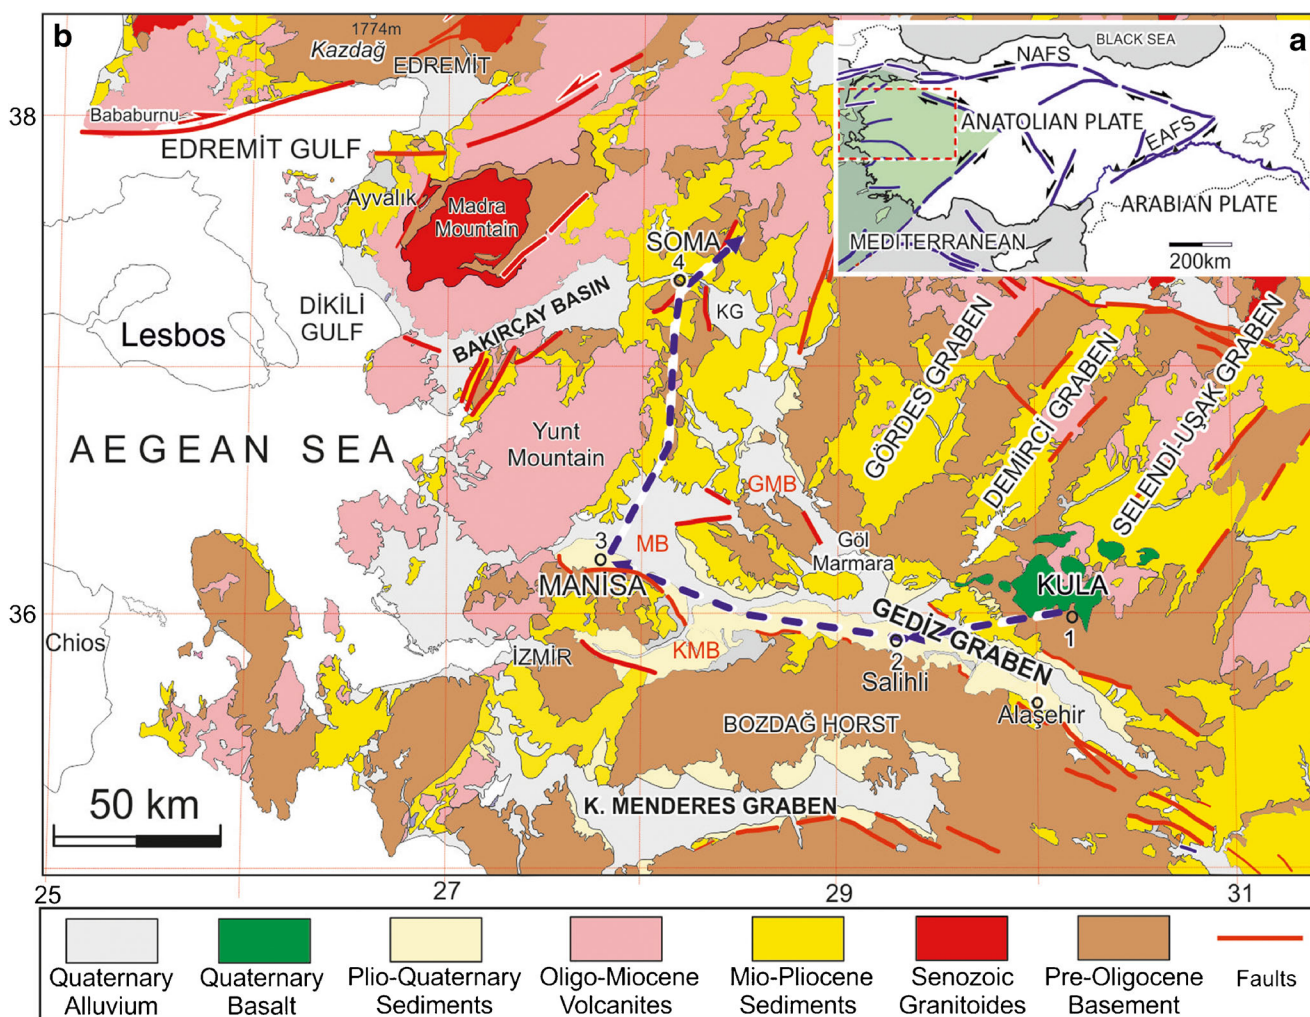 b
1774m
Kazdağ
EDREMİT
Bababurnu
38
EDREMİT GULF
Ayvalık
Madra
Mountain
SOMA
4
DİKİLİ
GULF
BAKIRÇAY BASIN
KG
Lesbos
AEGEAN SEA
Yunt
Mountain
GÖRDES GRABEN
DEMİRCİ GRABEN
SELENDİ-UŞAK GRABEN
GMB
MB
3
MANİSA
Göl
Marmara
KULA
1
36
Chios
İZMİR
KMB
GEDİZ GRABEN
2
Salihli
Alaşehir
BOZDAĞ HORST
50 km
K. MENDERES GRABEN
25
27
29
31
a
BLACK SEA
NAFS
ANATOLIAN PLATE
EAFS
ARABIAN PLATE
MEDITERRANEAN
200km
Quaternary
Alluvium
Quaternary
Basalt
Plio-Quaternary
Sediments
Oligo-Miocene
Volcanites
Mio-Pliocene
Sediments
Senozoic
Granitoides
Pre-Oligocene
Basement
Faults